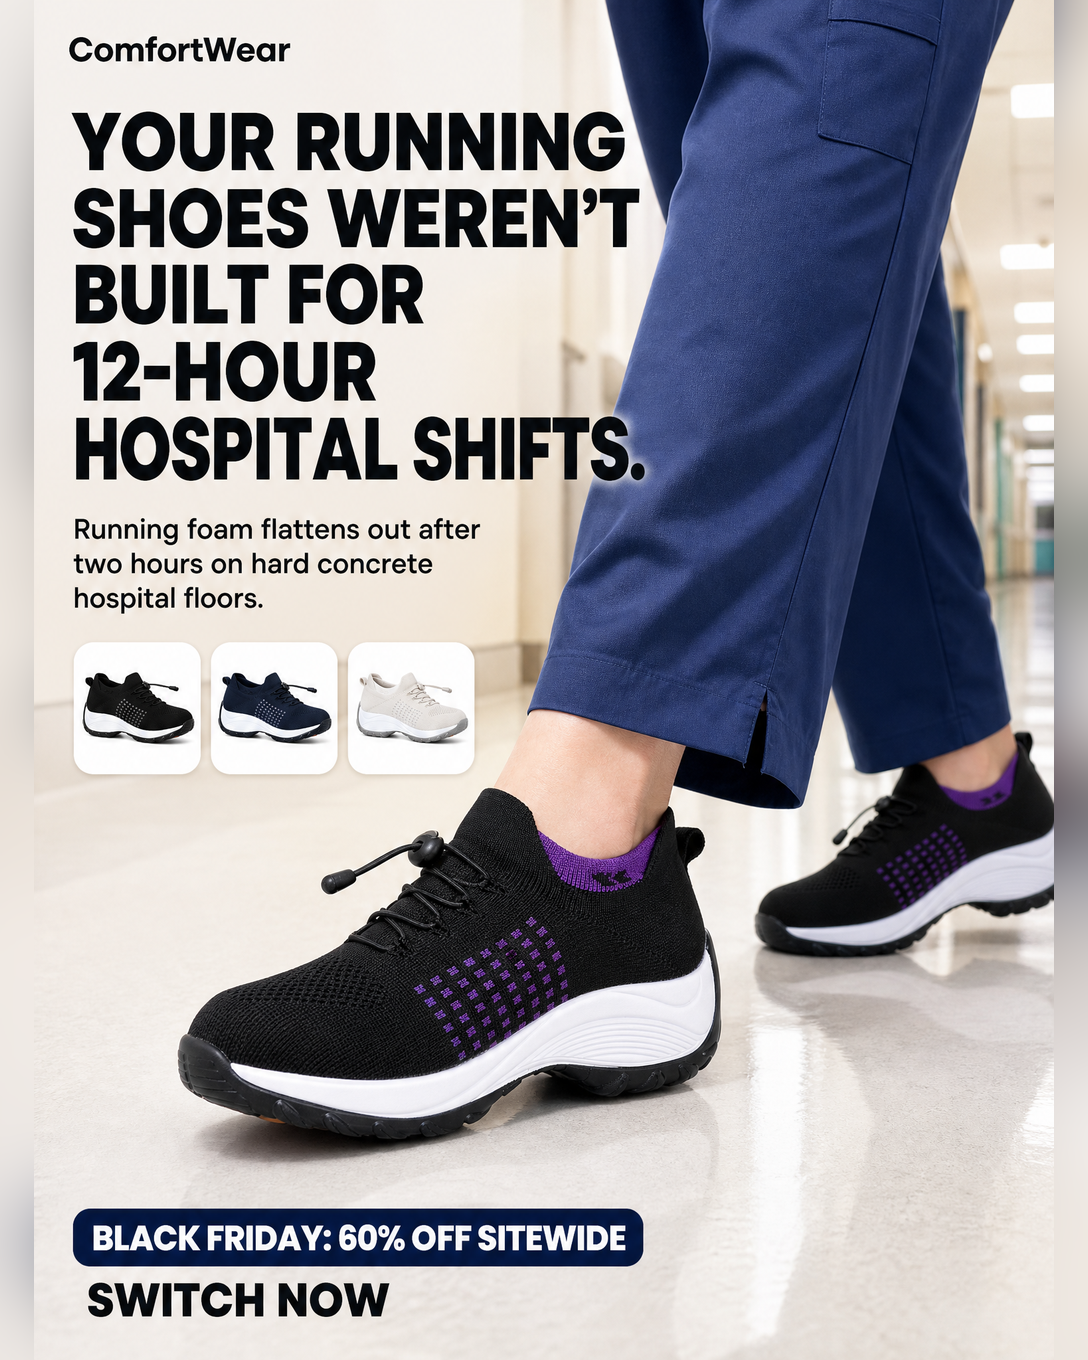 ComfortWear
YOUR RUNNING
SHOES WEREN’T
BUILT FOR
12-HOUR
HOSPITAL SHIFTS.
Running foam flattens out after
two hours on hard concrete
hospital floors.
BLACK FRIDAY: 60% OFF SITEWIDE
SWITCH NOW